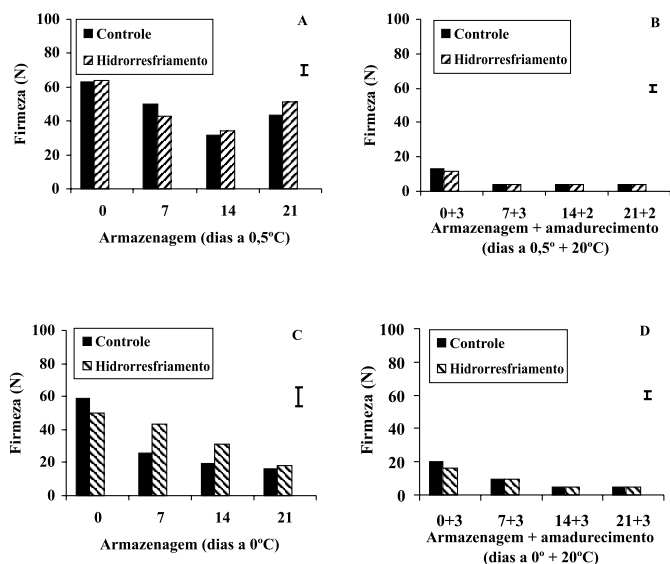 100
80
60
40
20
0
Firmeza (N)
Controle
Hidrorresfriamento
A
0 7 14 21
Armazenagem (dias a 0,5ºC)
100
80
60
40
20
0
Firmeza (N)
Controle
Hidrorresfriamento
B
0+3 7+3 14+2 21+2
Armazenagem + amadurecimento
(dias a 0,5º + 20ºC)
100
80
60
40
20
0
Firmeza (N)
Controle
Hidrorresfriamento
C
0 7 14 21
Armazenagem (dias a 0ºC)
100
80
60
40
20
0
Firmeza (N)
Controle
Hidrorresfriamento
D
0+3 7+3 14+3 21+3
Armazenagem + amadurecimento
(dias a 0º + 20ºC)